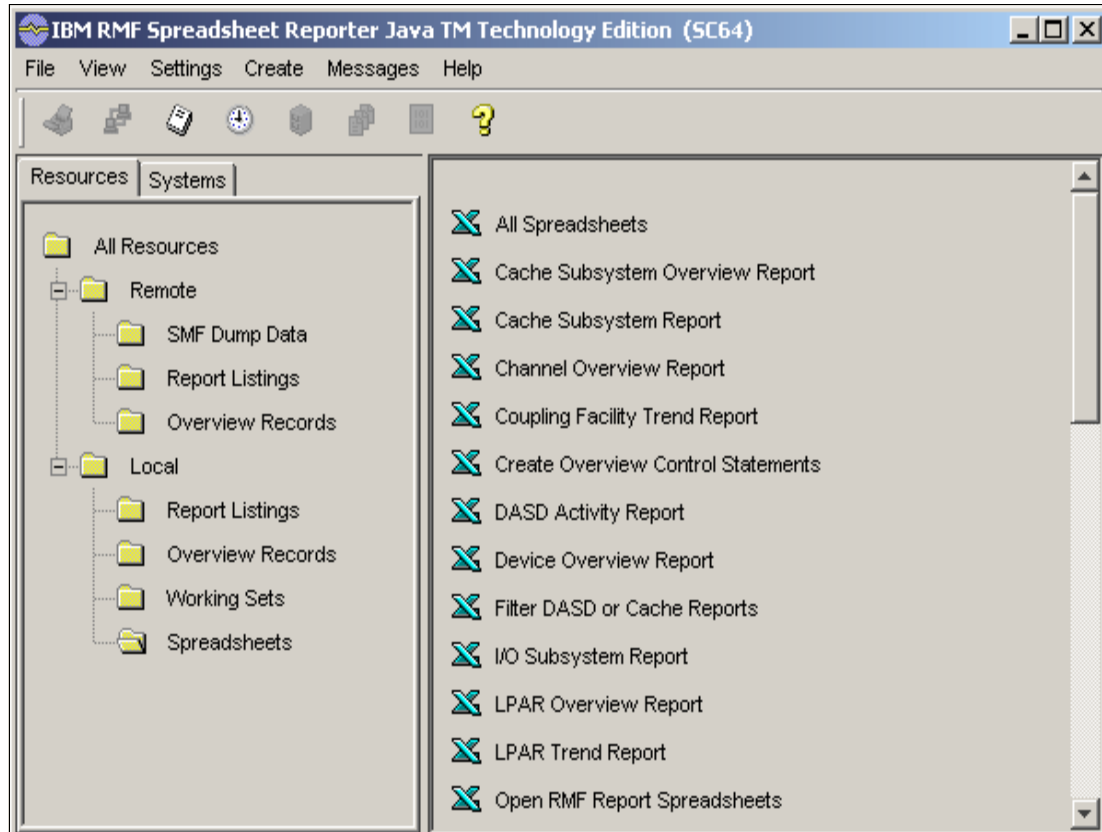 IBM RMF Spreadsheet Reporter Java TM Technology Edition (SC64)
File View Settings Create Messages Help
Resources Systems
All Resources
Remote
SMF Dump Data
Report Listings
Overview Records
Local
Report Listings
Overview Records
Working Sets
Spreadsheets
All Spreadsheets
Cache Subsystem Overview Report
Cache Subsystem Report
Channel Overview Report
Coupling Facility Trend Report
Create Overview Control Statements
DASD Activity Report
Device Overview Report
Filter DASD or Cache Reports
I/O Subsystem Report
LPAR Overview Report
LPAR Trend Report
Open RMF Report Spreadsheets